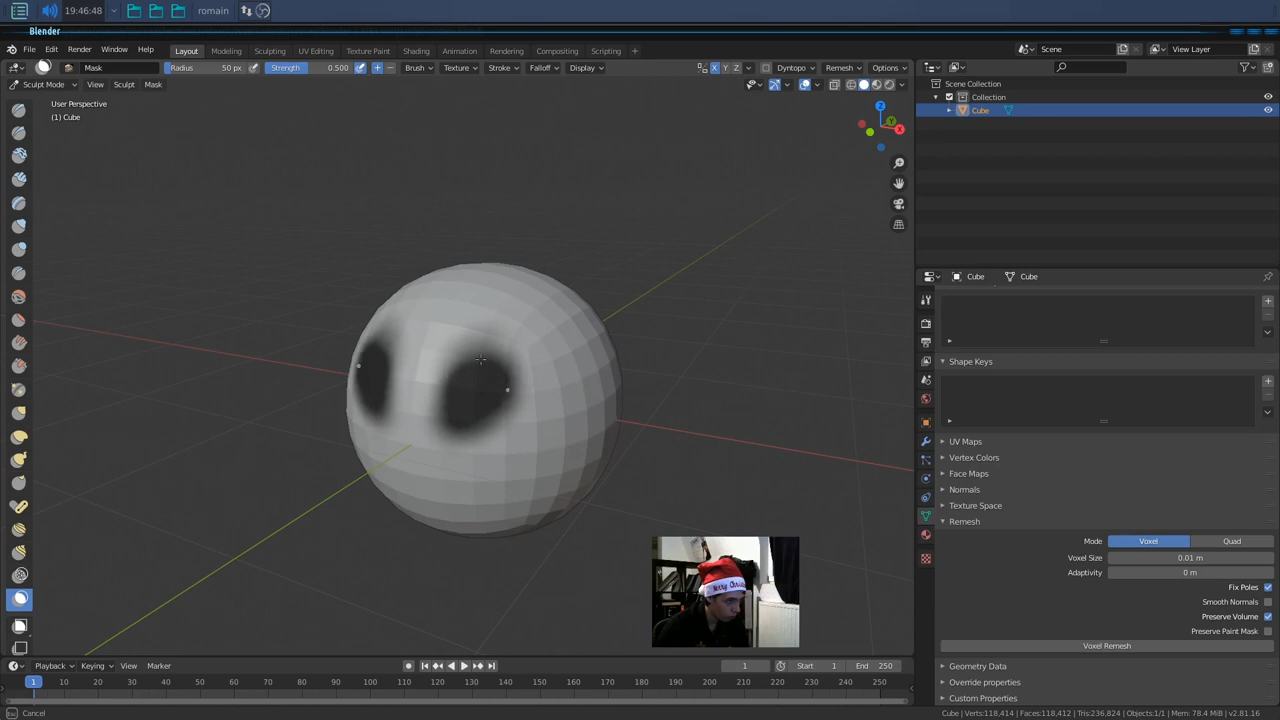 19:46:48 romain
Blender
File Edit Render Window Help Layout Modeling Sculpting UV Editing Texture Paint Shading Animation Rendering Compositing Scripting + Scene View Layer
Mask Radius 50 px Strength 0.500 + - Brush Texture Stroke Falloff Display X Y Z Dyntopo Remesh Options
Sculpt Mode View Sculpt Mask
User Perspective
(1) Cube
Z
Y
X
Scene Collection
Collection
Cube
Cube Cube
Shape Keys
UV Maps
Vertex Colors
Face Maps
Normals
Texture Space
Remesh
Mode Voxel Quad
Voxel Size 0.01 m
Adaptivity 0 m
Fix Poles
Smooth Normals
Preserve Volume
Preserve Paint Mask
Voxel Remesh
Geometry Data
Override properties
Custom Properties
Merry Christmas
Playback Keying View Marker 1 Start 1 End 250
1 10 20 30 40 50 60 70 80 90 100 110 120 130 140 150 160 170 180 190 200 210 220 230 240 250
Cancel Cube | Verts:118,414 | Faces:118,412 | Tris:236,824 | Objects:1/1 | Mem: 78.4 MiB | v2.81.16